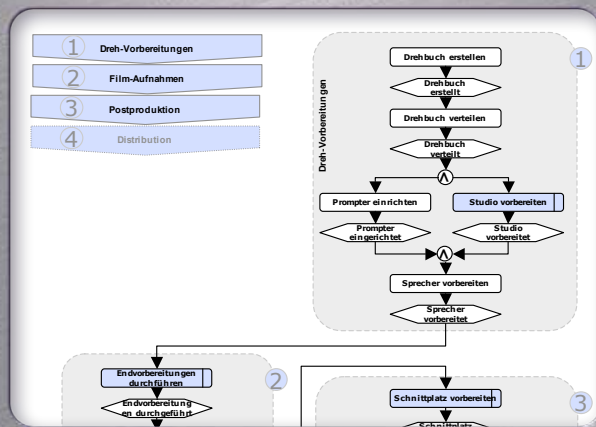 1 Dreh-Vorbereitungen
2 Film-Aufnahmen
3 Postproduktion
4 Distribution
Dreh-Vorbereitungen
1
Drehbuch erstellen
Drehbuch
erstellt
Drehbuch verteilen
Drehbuch
verteilt
Λ
Prompter einrichten
Studio vorbereiten
Prompter
eingerichtet
Studio
vorbereitet
Λ
Sprecher vorbereiten
Sprecher
vorbereitet
2
Endvorbereitungen
durchführen
Endvorbereitung
en durchgeführt
3
Schnittplatz vorbereiten
Schnittplatz